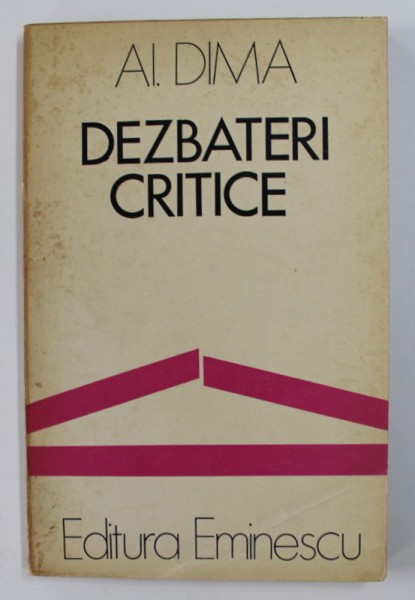 Al. DIMA
DEZBATERI
CRITICE
Editura Eminescu